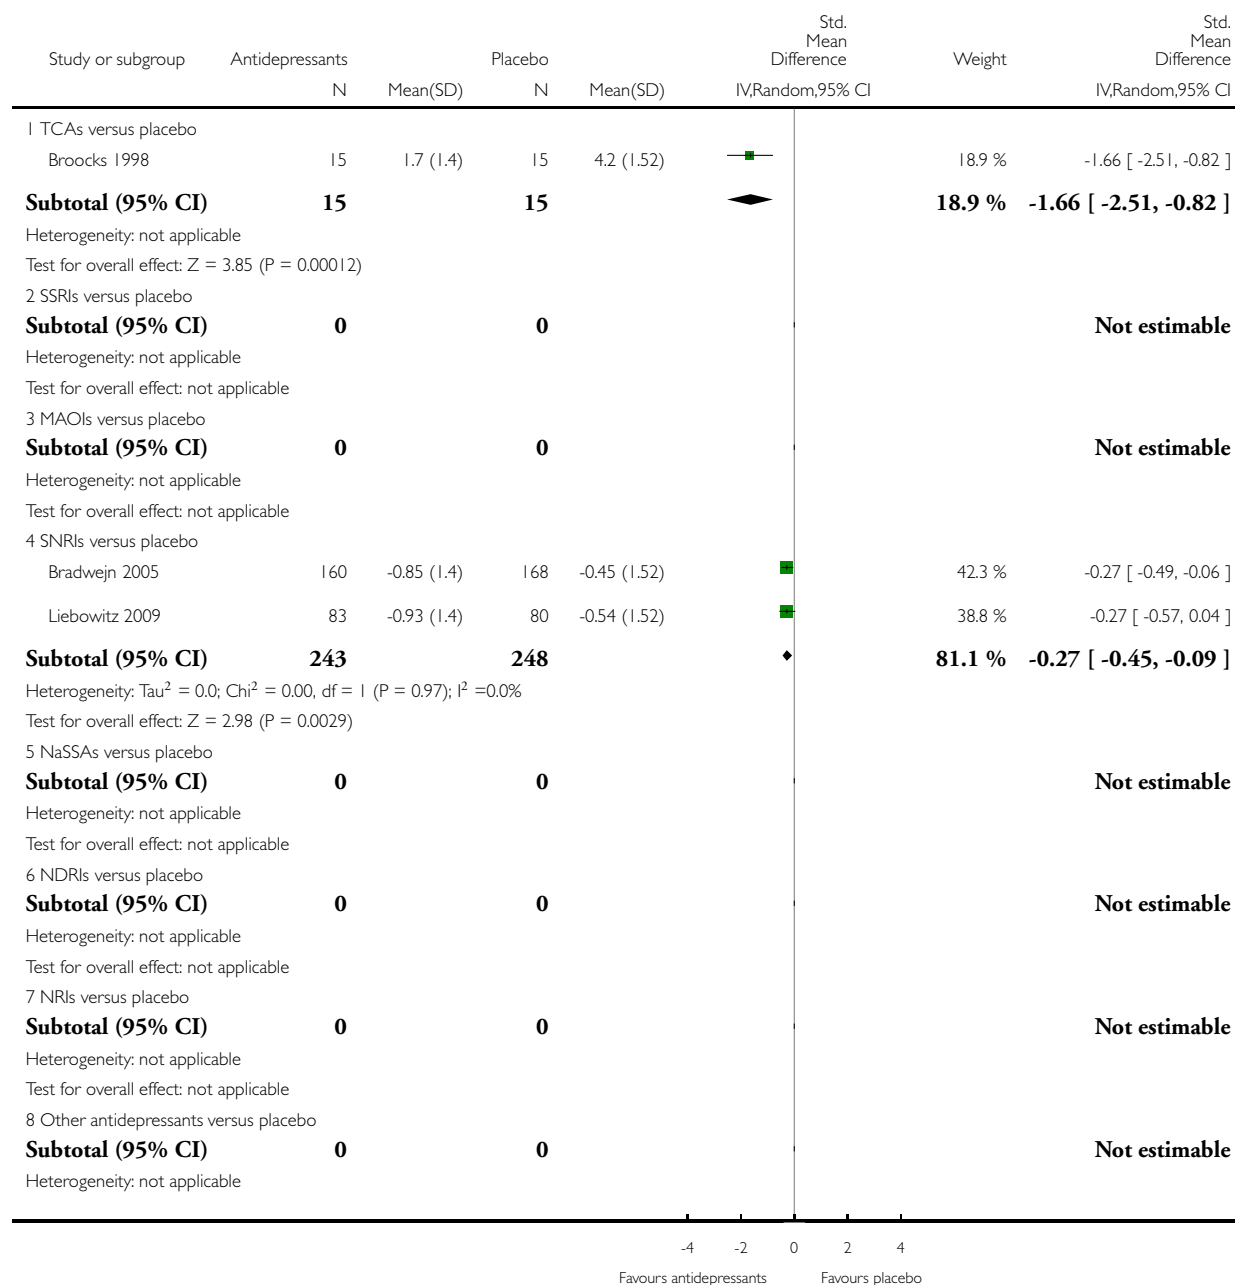 Study or subgroup Antidepressants Placebo Std. Mean Difference Weight Std. Mean Difference
N Mean(SD) N Mean(SD) IV,Random,95% CI IV,Random,95% CI
1 TCAs versus placebo
Broocks 1998 15 1.7 (1.4) 15 4.2 (1.52) 18.9 % -1.66 [ -2.51, -0.82 ]
Subtotal (95% CI) 15 15 18.9 % -1.66 [ -2.51, -0.82 ]
Heterogeneity: not applicable
Test for overall effect: Z = 3.85 (P = 0.00012)
2 SSRIs versus placebo
Subtotal (95% CI) 0 0 Not estimable
Heterogeneity: not applicable
Test for overall effect: not applicable
3 MAOIs versus placebo
Subtotal (95% CI) 0 0 Not estimable
Heterogeneity: not applicable
Test for overall effect: not applicable
4 SNRIs versus placebo
Bradwejn 2005 160 -0.85 (1.4) 168 -0.45 (1.52) 42.3 % -0.27 [ -0.49, -0.06 ]
Liebowitz 2009 83 -0.93 (1.4) 80 -0.54 (1.52) 38.8 % -0.27 [ -0.57, 0.04 ]
Subtotal (95% CI) 243 248 81.1 % -0.27 [ -0.45, -0.09 ]
Heterogeneity: Tau² = 0.0; Chi² = 0.00, df = 1 (P = 0.97); I² =0.0%
Test for overall effect: Z = 2.98 (P = 0.0029)
5 NaSSAs versus placebo
Subtotal (95% CI) 0 0 Not estimable
Heterogeneity: not applicable
Test for overall effect: not applicable
6 NDRIs versus placebo
Subtotal (95% CI) 0 0 Not estimable
Heterogeneity: not applicable
Test for overall effect: not applicable
7 NRIs versus placebo
Subtotal (95% CI) 0 0 Not estimable
Heterogeneity: not applicable
Test for overall effect: not applicable
8 Other antidepressants versus placebo
Subtotal (95% CI) 0 0 Not estimable
Heterogeneity: not applicable
-4 -2 0 2 4
Favours antidepressants Favours placebo